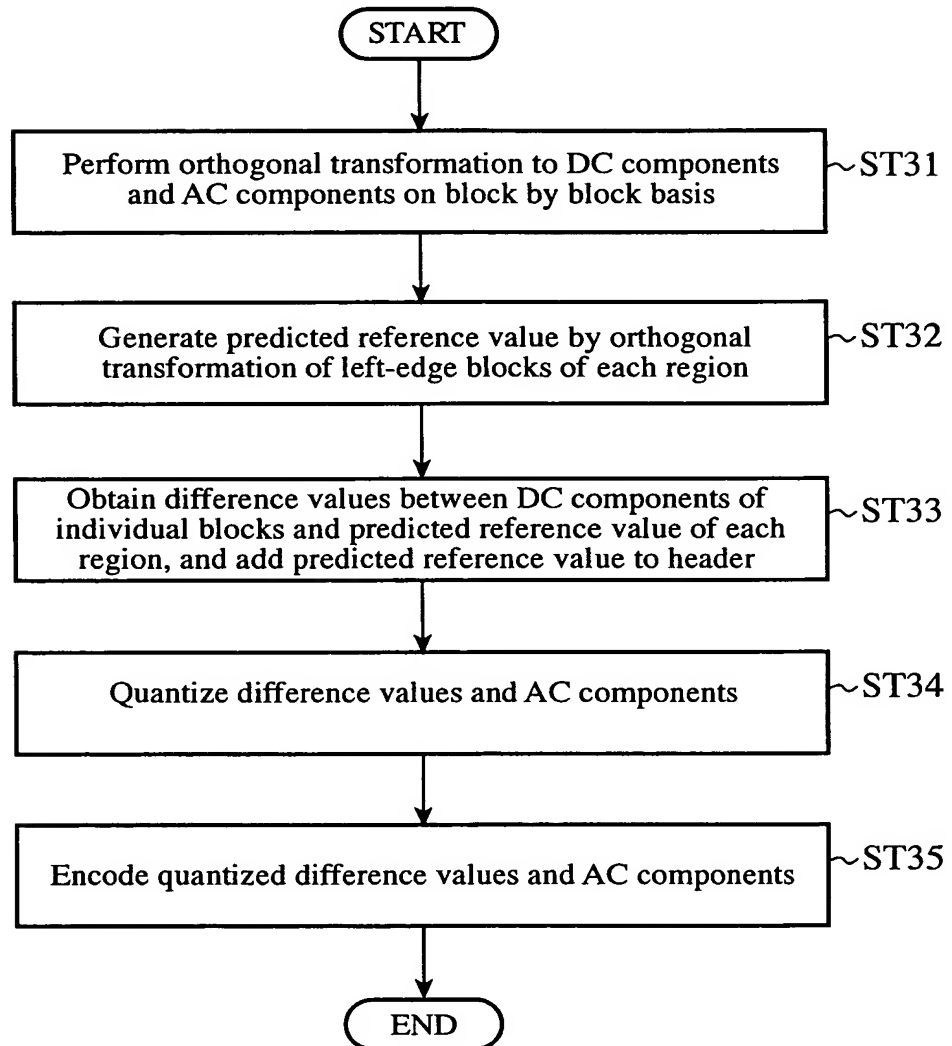 START
Perform orthogonal transformation to DC components
and AC components on block by block basis
ST31
Generate predicted reference value by orthogonal
transformation of left-edge blocks of each region
ST32
Obtain difference values between DC components of
individual blocks and predicted reference value of each
region, and add predicted reference value to header
ST33
Quantize difference values and AC components
ST34
Encode quantized difference values and AC components
ST35
END